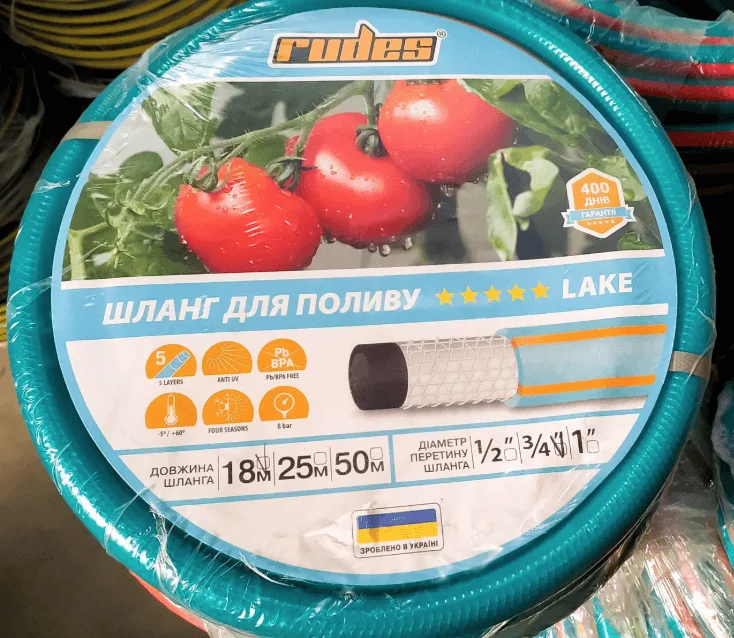 rudes®
400
ДНІВ
ГАРАНТІЇ
ШЛАНГ ДЛЯ ПОЛИВУ ★★★★★ LAKE
5
5 LAYERS
ANTI UV
Pb
BPA
Pb/BPA FREE
-5° / +60°
FOUR SEASONS
8 bar
ДОВЖИНА
ШЛАНГА
18м 25м 50м
ДІАМЕТР
ПЕРЕТИНУ
ШЛАНГА
1/2" 3/4" 1"
ЗРОБЛЕНО В УКРАЇНІ